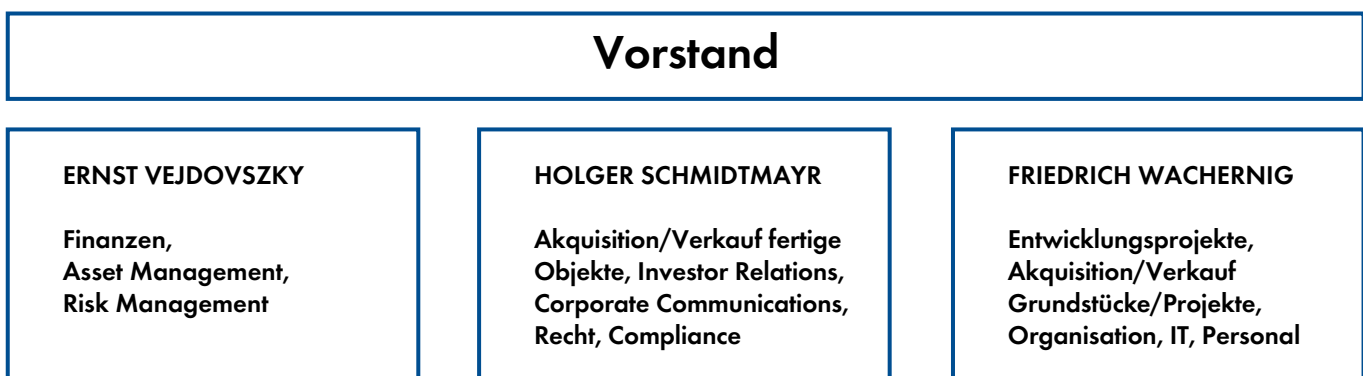 Vorstand
ERNST VEJDOVSZKY
Finanzen,
Asset Management,
Risk Management
HOLGER SCHMIDTMAYR
Akquisition/Verkauf fertige
Objekte, Investor Relations,
Corporate Communications,
Recht, Compliance
FRIEDRICH WACHERNIG
Entwicklungsprojekte,
Akquisition/Verkauf
Grundstücke/Projekte,
Organisation, IT, Personal